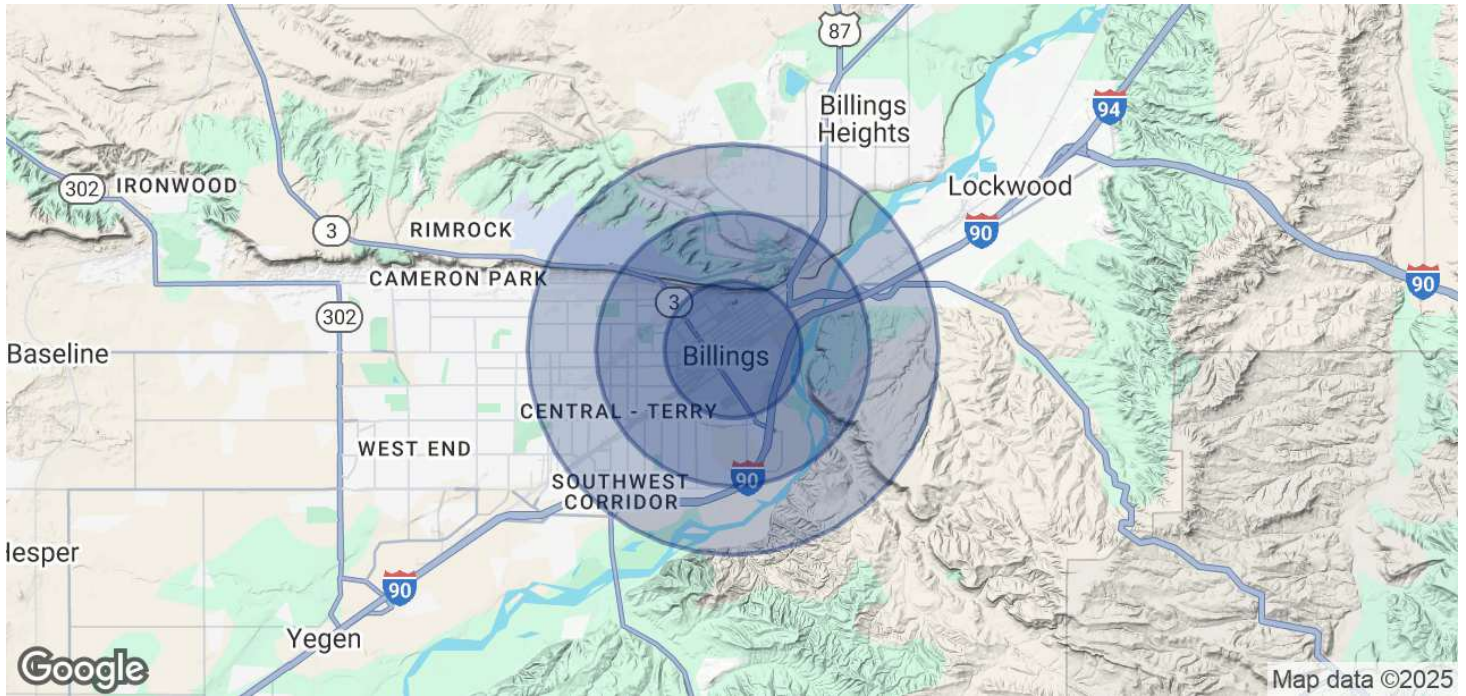 87
Billings
Heights
94
302
IRONWOOD
Lockwood
3
RIMROCK
90
CAMERON PARK
90
3
302
Baseline
Billings
CENTRAL - TERRY
WEST END
90
SOUTHWEST
CORRIDOR
Hesper
90
Yegen
Google
Map data ©2025